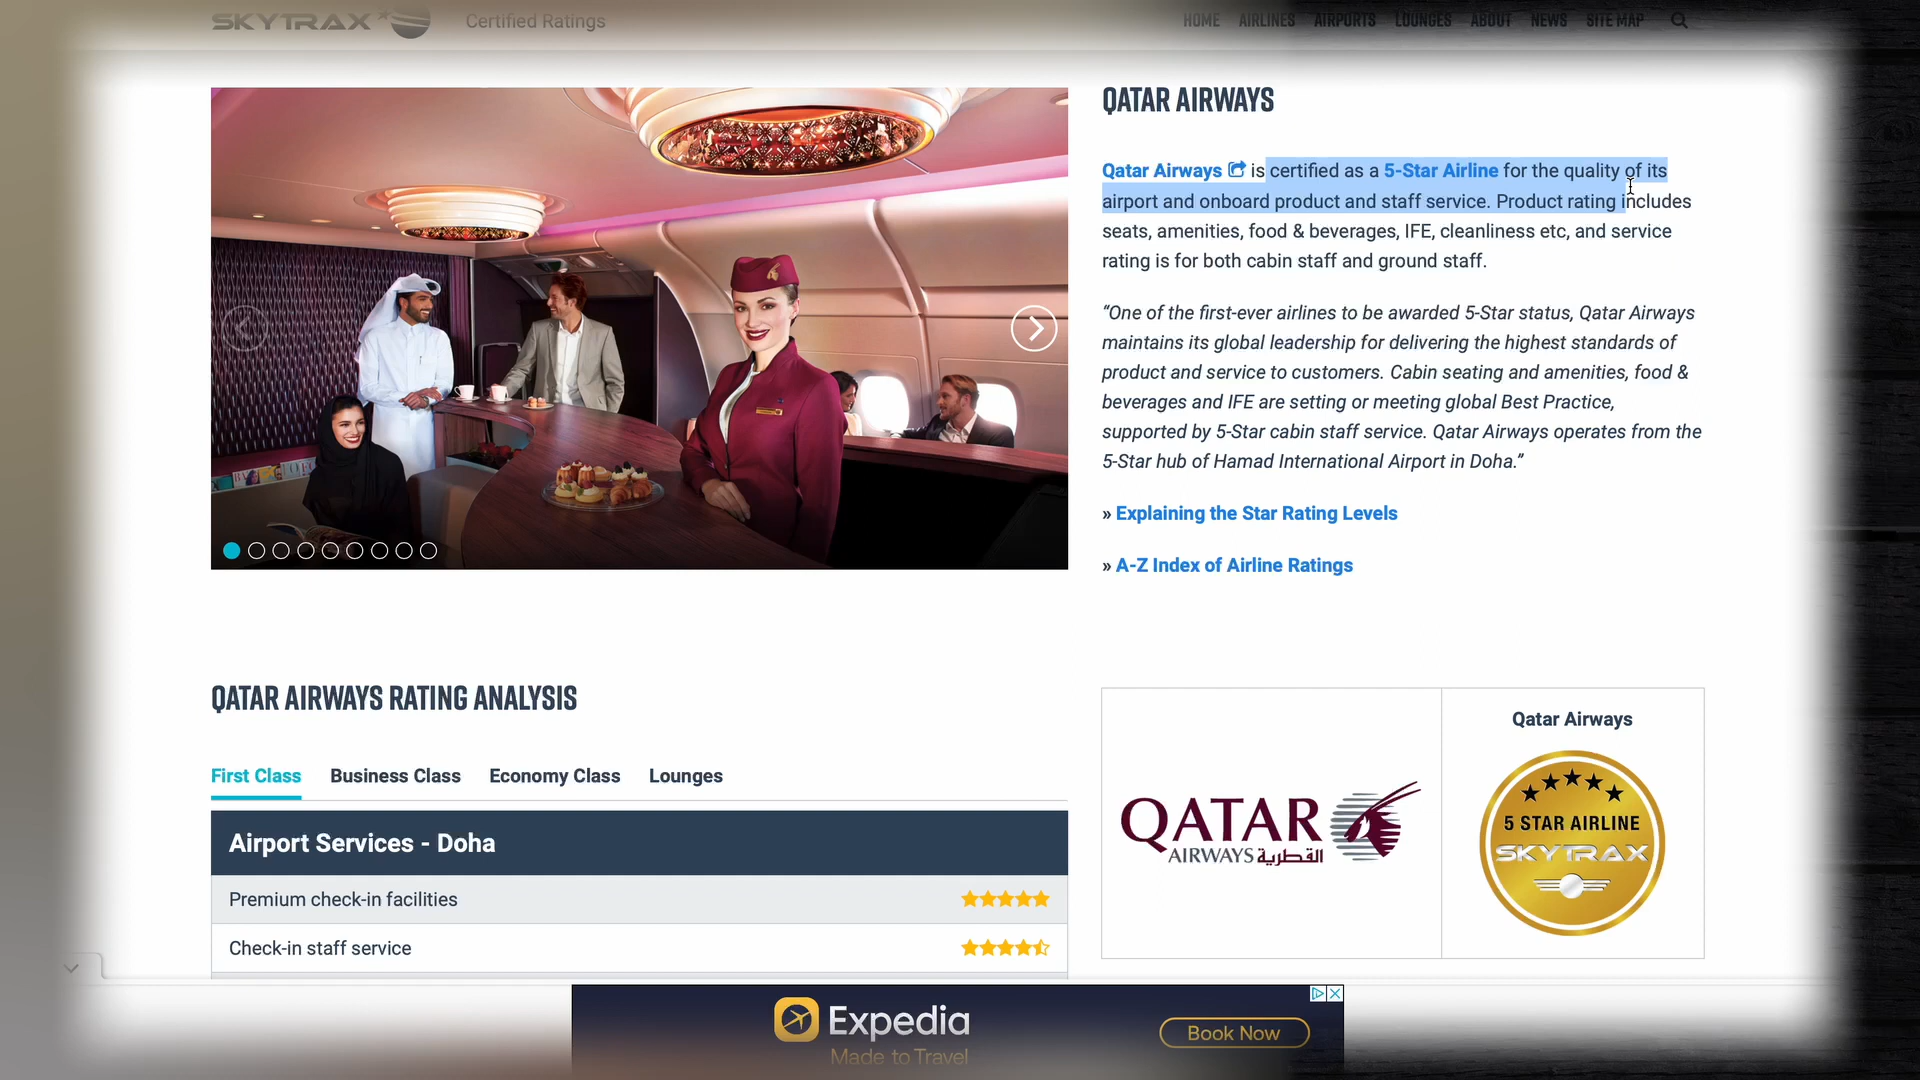 SKYTRAX
Certified Ratings
HOME AIRLINES AIRPORTS LOUNGES ABOUT NEWS SITE MAP
QATAR AIRWAYS
Qatar Airways is certified as a 5-Star Airline for the quality of its
airport and onboard product and staff service. Product rating includes
seats, amenities, food & beverages, IFE, cleanliness etc, and service
rating is for both cabin staff and ground staff.
“One of the first-ever airlines to be awarded 5-Star status, Qatar Airways
maintains its global leadership for delivering the highest standards of
product and service to customers. Cabin seating and amenities, food &
beverages and IFE are setting or meeting global Best Practice,
supported by 5-Star cabin staff service. Qatar Airways operates from the
5-Star hub of Hamad International Airport in Doha.”
» Explaining the Star Rating Levels
» A-Z Index of Airline Ratings
QATAR AIRWAYS RATING ANALYSIS
First Class Business Class Economy Class Lounges
Airport Services - Doha
Premium check-in facilities
Check-in staff service
QATAR
AIRWAYS القطرية
Qatar Airways
5 STAR AIRLINE
SKYTRAX
Expedia
Made to Travel
Book Now